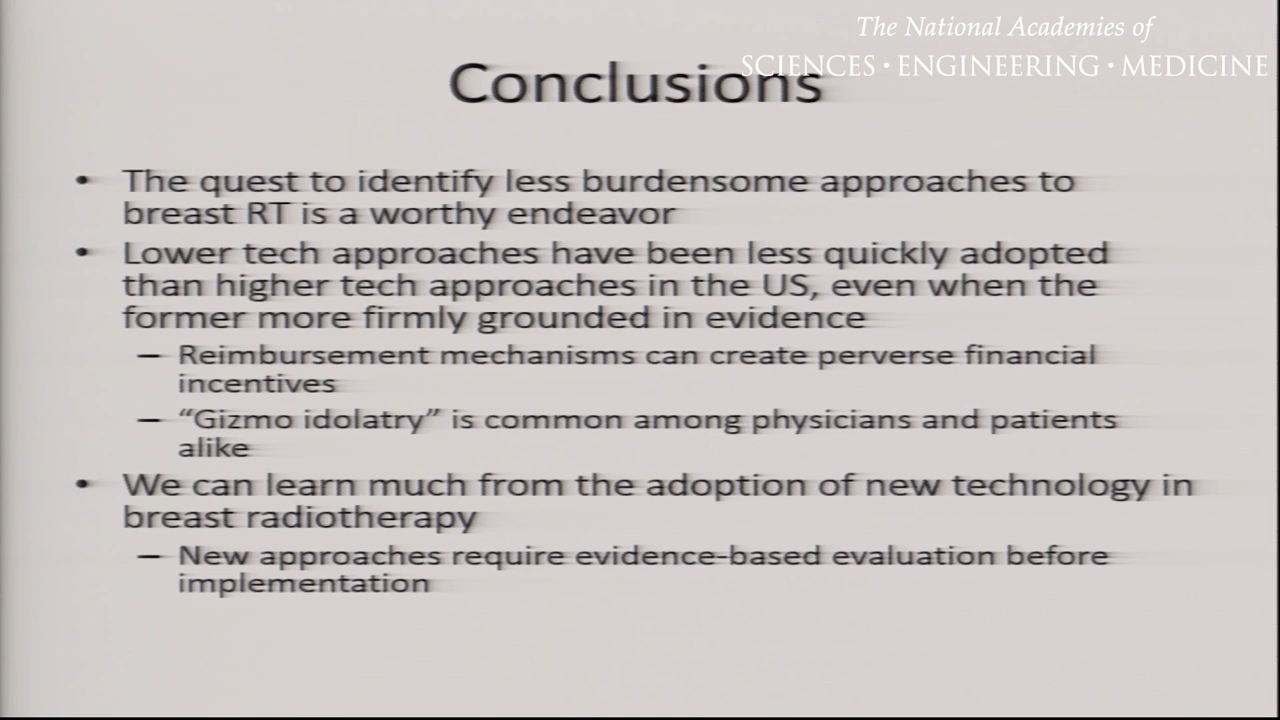 The National Academies of
SCIENCES • ENGINEERING • MEDICINE
Conclusions
• The quest to identify less burdensome approaches to
breast RT is a worthy endeavor
• Lower tech approaches have been less quickly adopted
than higher tech approaches in the US, even when the
former more firmly grounded in evidence
– Reimbursement mechanisms can create perverse financial
incentives
– “Gizmo idolatry” is common among physicians and patients
alike
• We can learn much from the adoption of new technology in
breast radiotherapy
– New approaches require evidence-based evaluation before
implementation